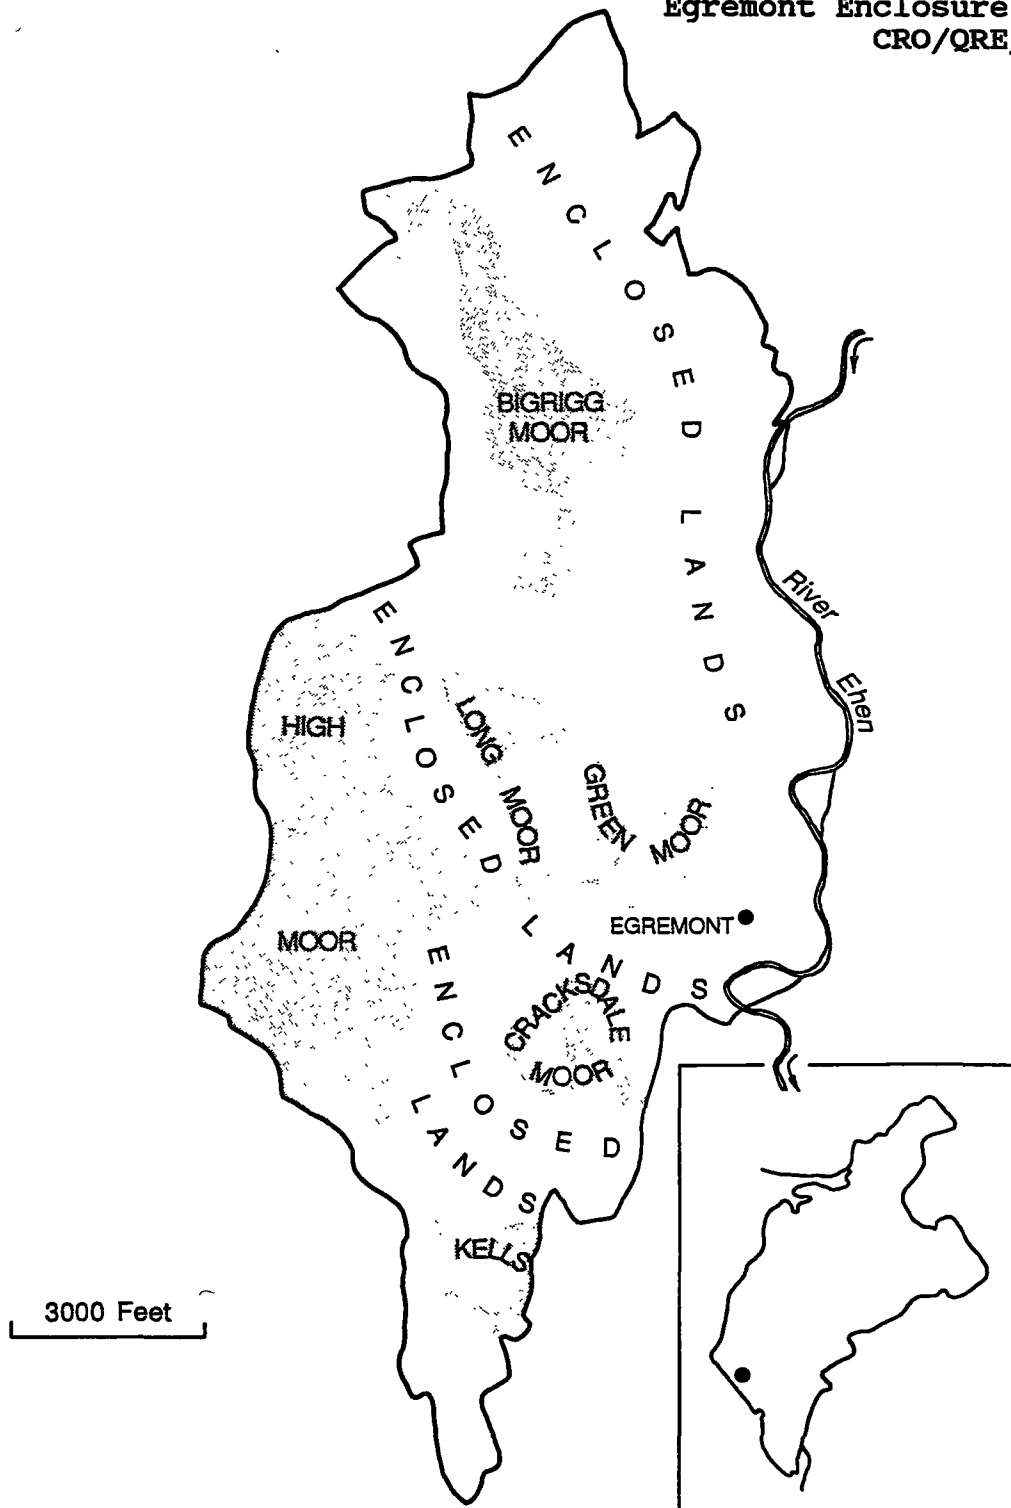 Egremont Enclosure
CRO/QRE
ENCLOSED LANDS
BIGRIGG
MOOR
River Ehen
ENCLOSED LANDS
HIGH MOOR
LONG MOOR
GREEN MOOR
EGREMONT
ENCLOSED LANDS
CRACKSDALE
MOOR
KELLS
3000 Feet